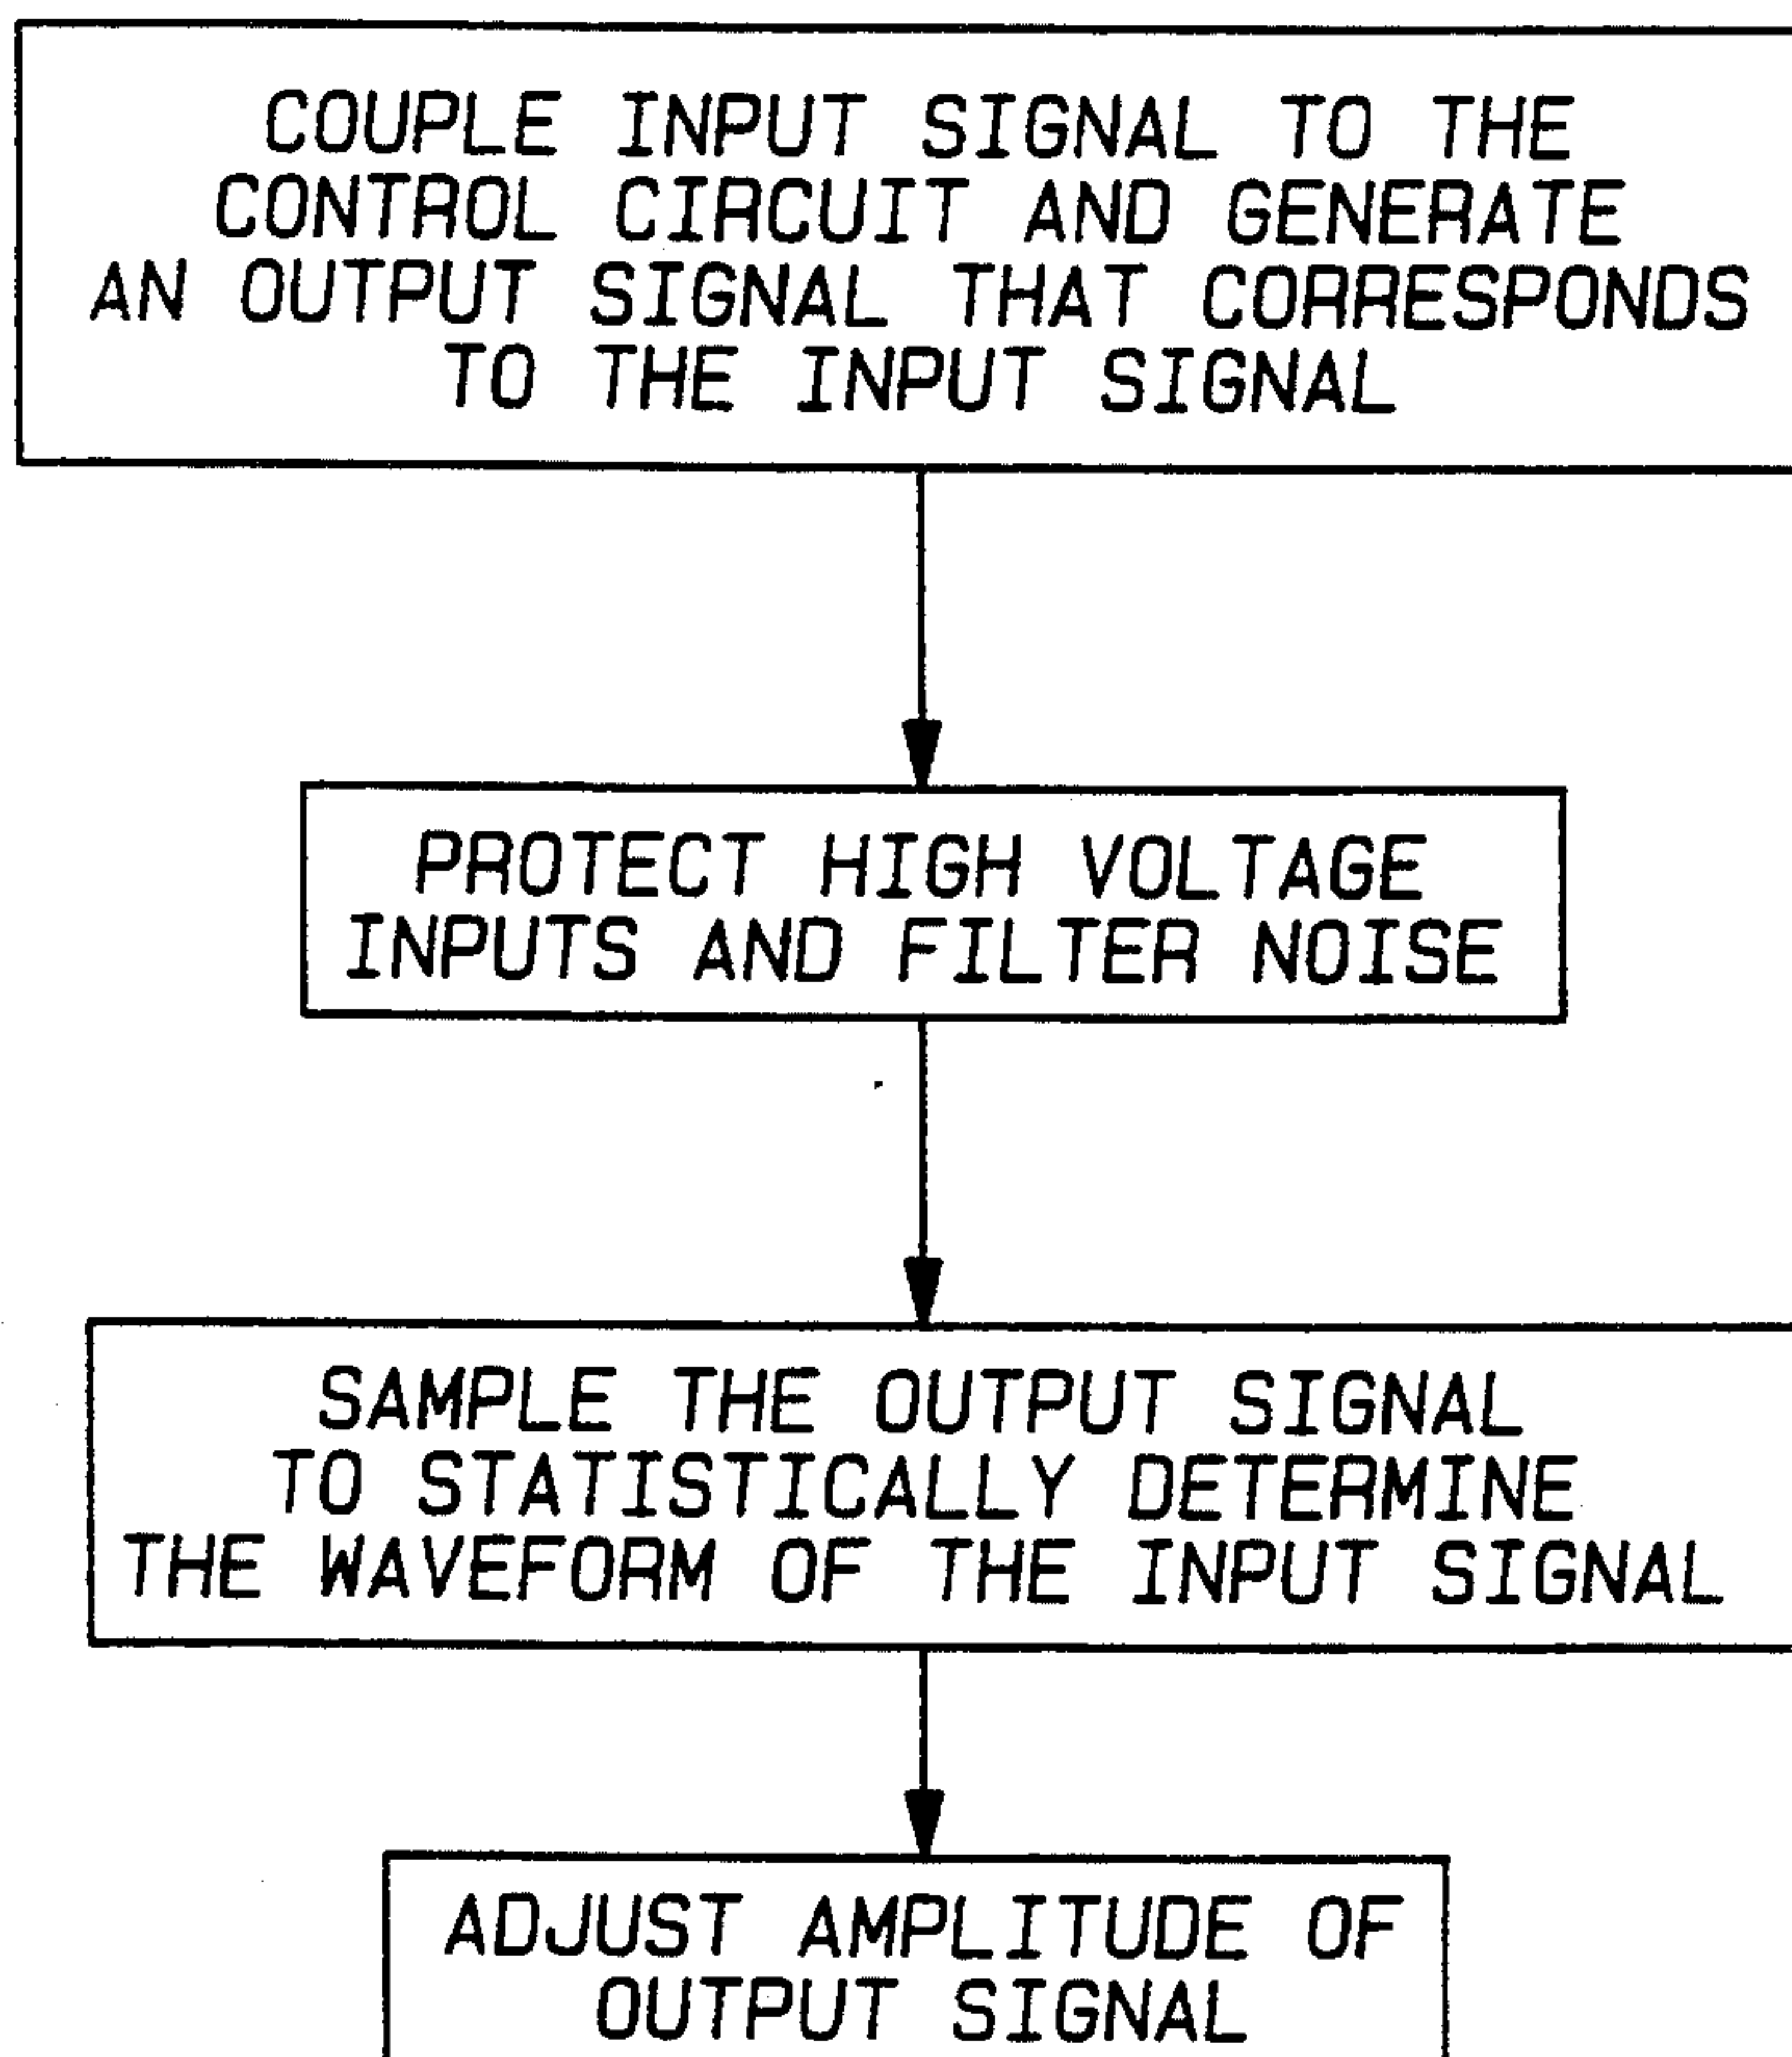 COUPLE INPUT SIGNAL TO THE
CONTROL CIRCUIT AND GENERATE
AN OUTPUT SIGNAL THAT CORRESPONDS
TO THE INPUT SIGNAL
PROTECT HIGH VOLTAGE
INPUTS AND FILTER NOISE
SAMPLE THE OUTPUT SIGNAL
TO STATISTICALLY DETERMINE
THE WAVEFORM OF THE INPUT SIGNAL
ADJUST AMPLITUDE OF
OUTPUT SIGNAL